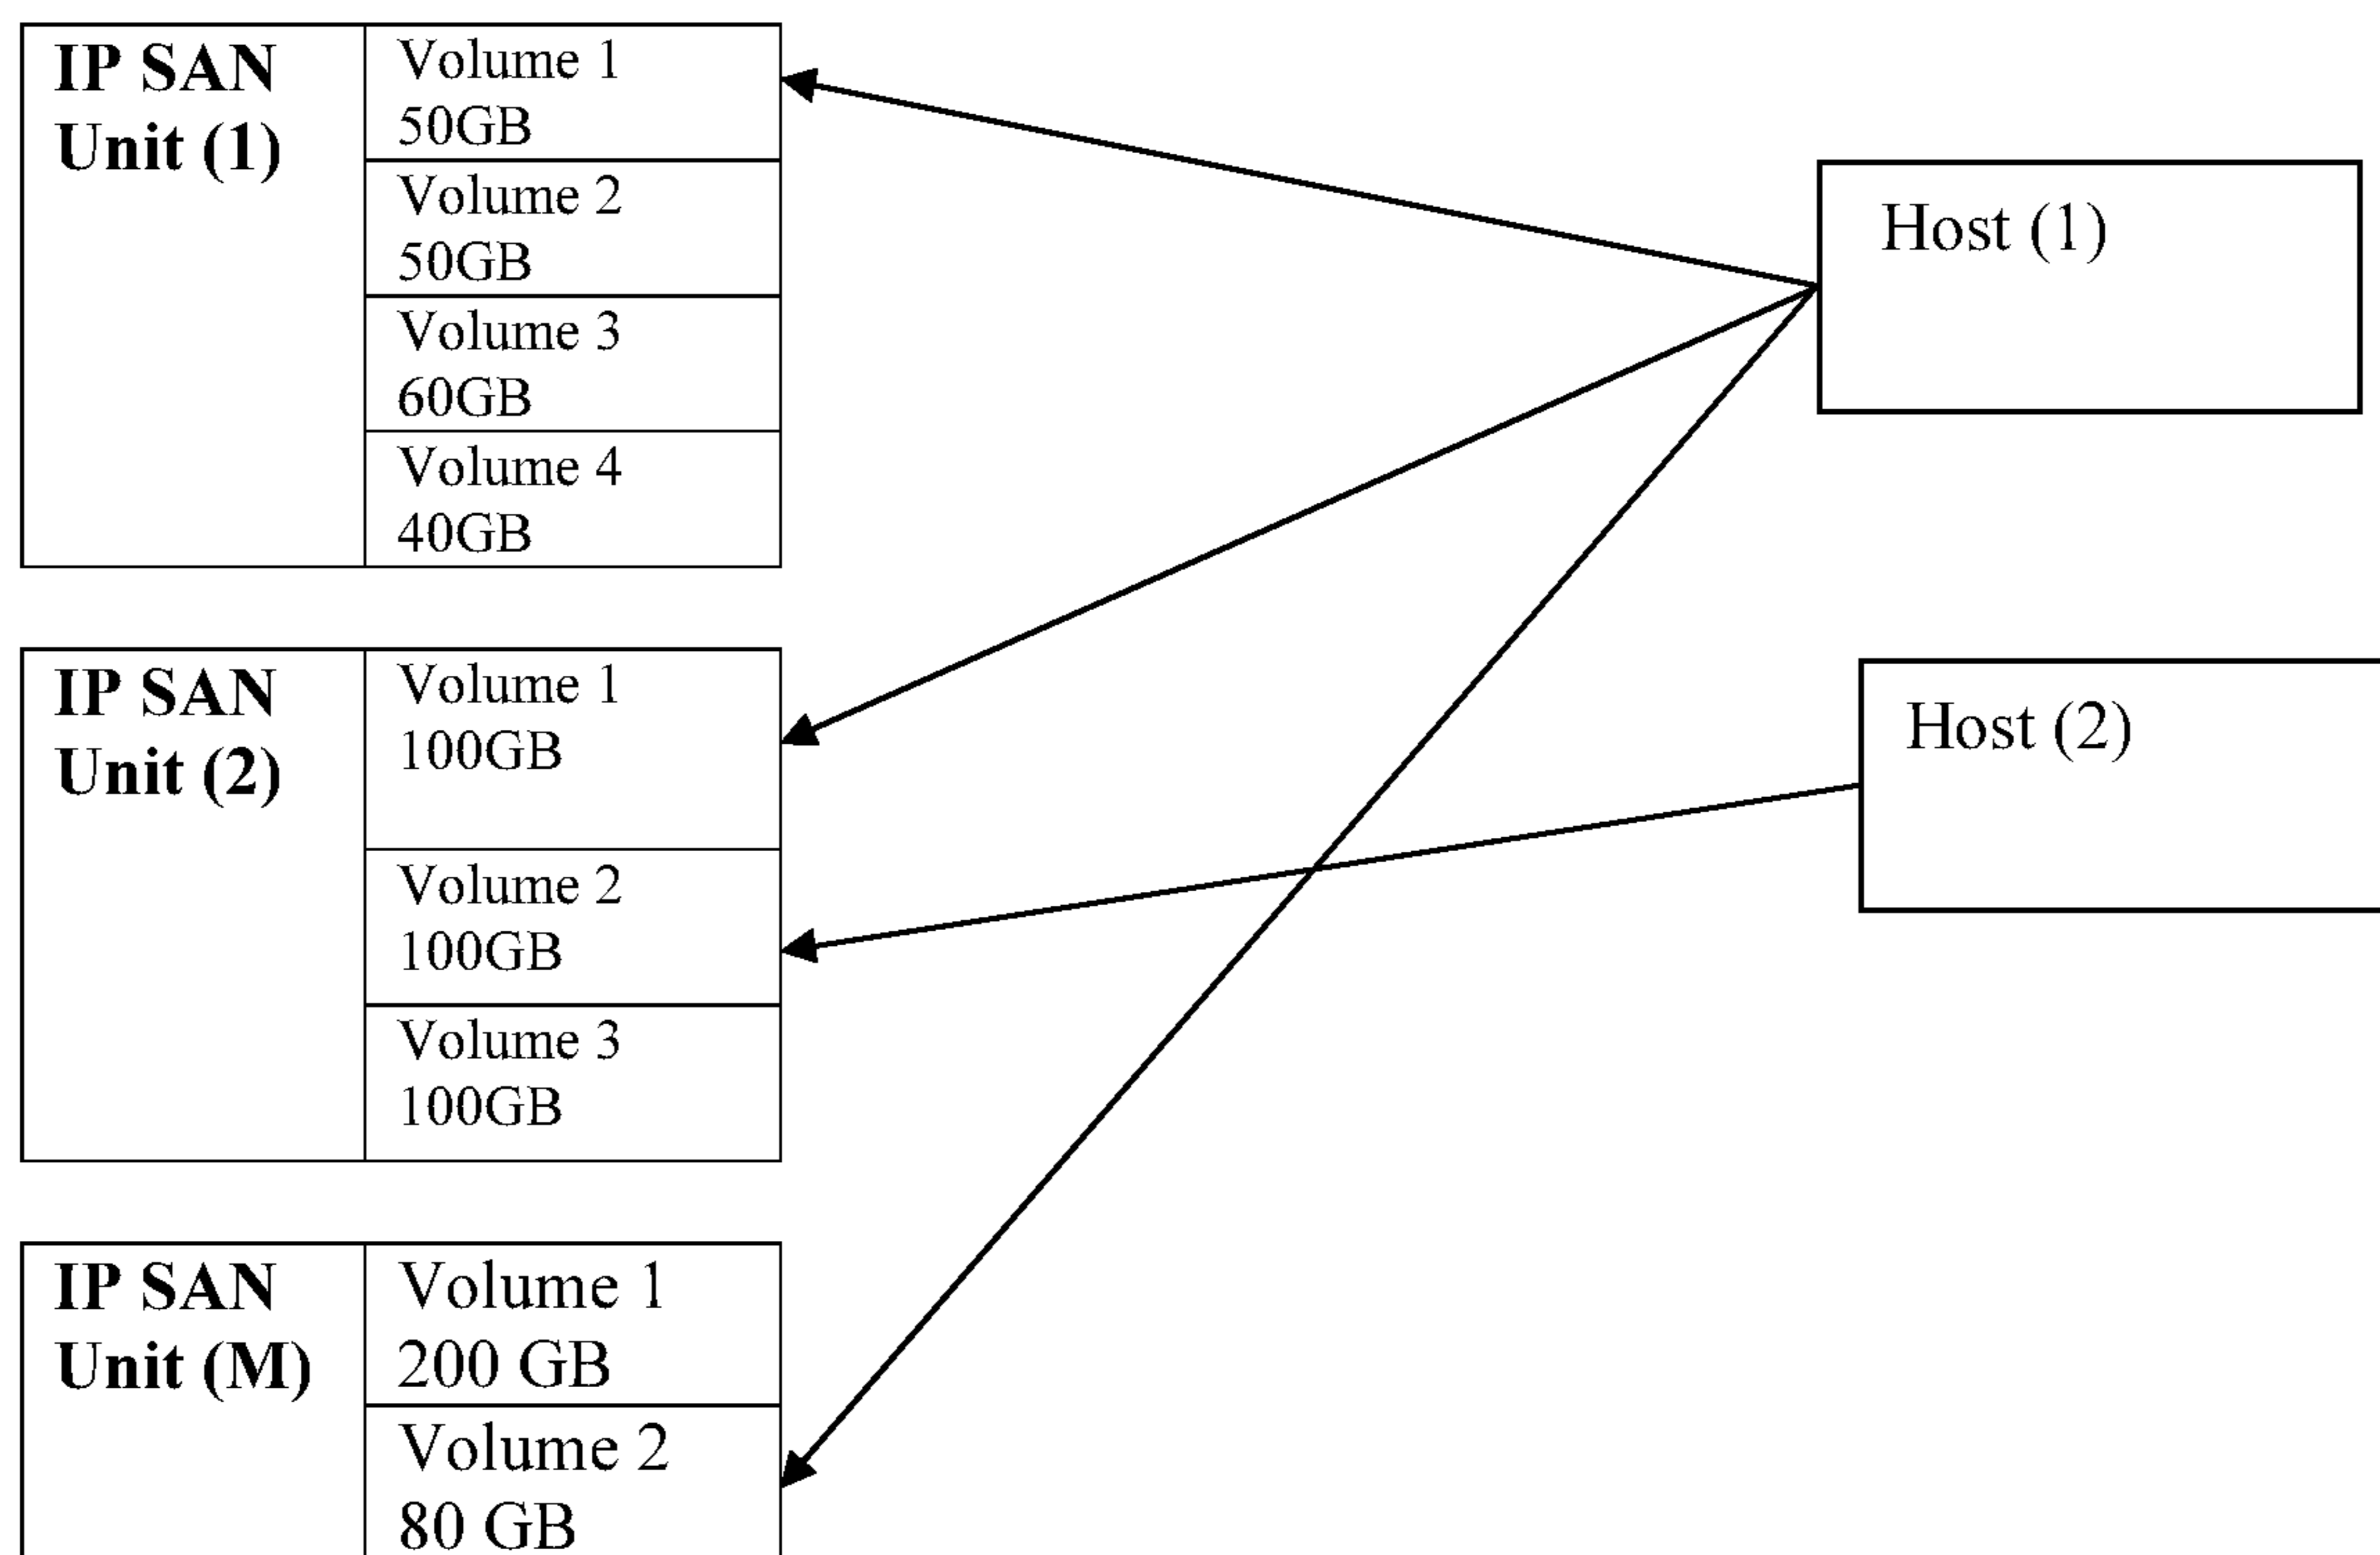 IP SAN
Unit (1)
Volume 1
50GB
Volume 2
50GB
Volume 3
60GB
Volume 4
40GB
Host (1)
IP SAN
Unit (2)
Volume 1
100GB
Volume 2
100GB
Volume 3
100GB
Host (2)
IP SAN
Unit (M)
Volume 1
200 GB
Volume 2
80 GB